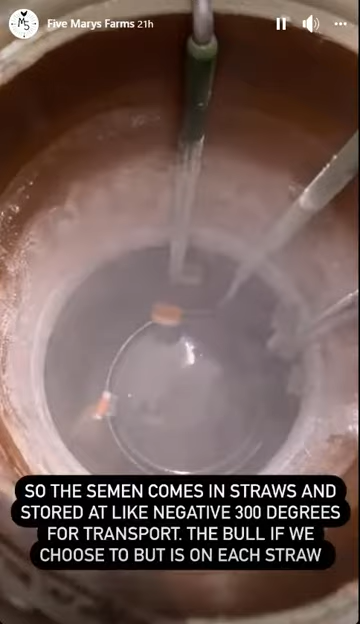 Five Marys Farms 21h
M5
SO THE SEMEN COMES IN STRAWS AND
STORED AT LIKE NEGATIVE 300 DEGREES
FOR TRANSPORT. THE BULL IF WE
CHOOSE TO BUT IS ON EACH STRAW